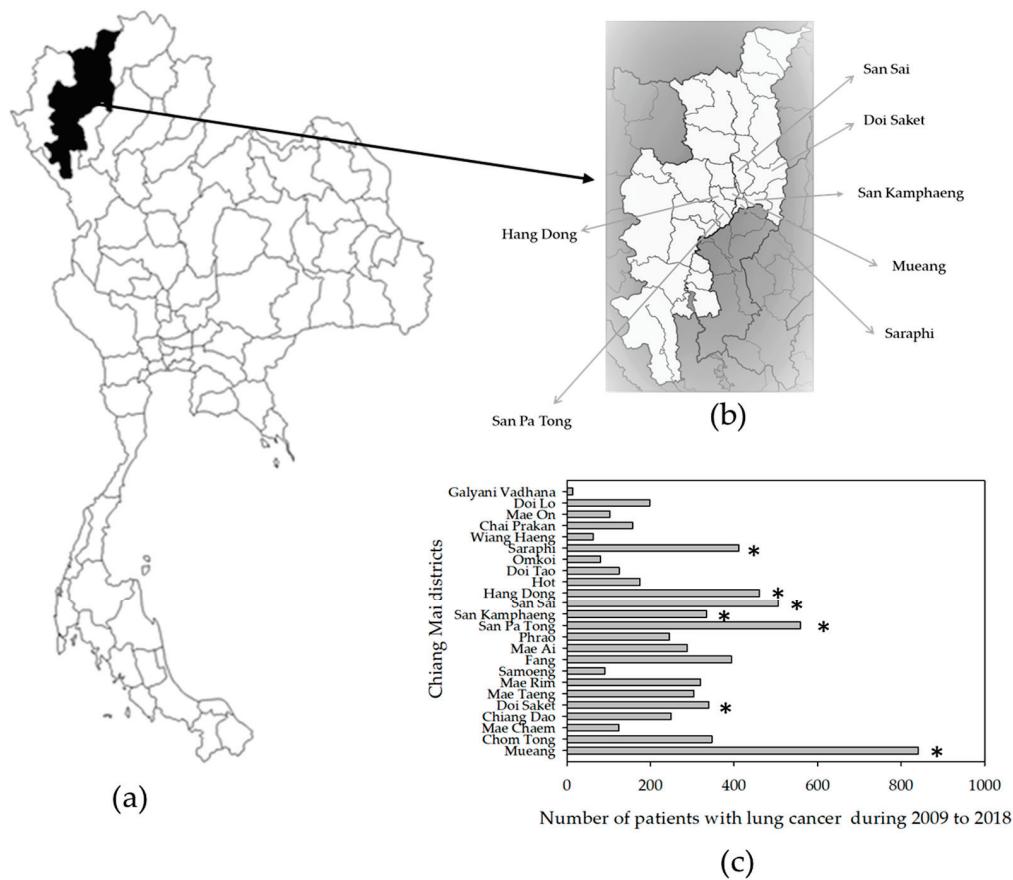 San Sai
Doi Saket
San Kamphaeng
Hang Dong
Mueang
Saraphi
San Pa Tong
(b)
(a)
Chiang Mai districts
Galyani Vadhana
Doi Lo
Mae On
Chai Prakan
Wiang Haeng
Saraphi *
Omkoi
Doi Tao
Hot
Hang Dong *
San Sai *
San Kamphaeng *
San Pa Tong *
Phrao
Mae Ai
Fang
Samoeng
Mae Rim
Mae Taeng
Doi Saket *
Chiang Dao
Mae Chaem
Chom Tong
Mueang *
0 200 400 600 800 1000
Number of patients with lung cancer during 2009 to 2018
(c)